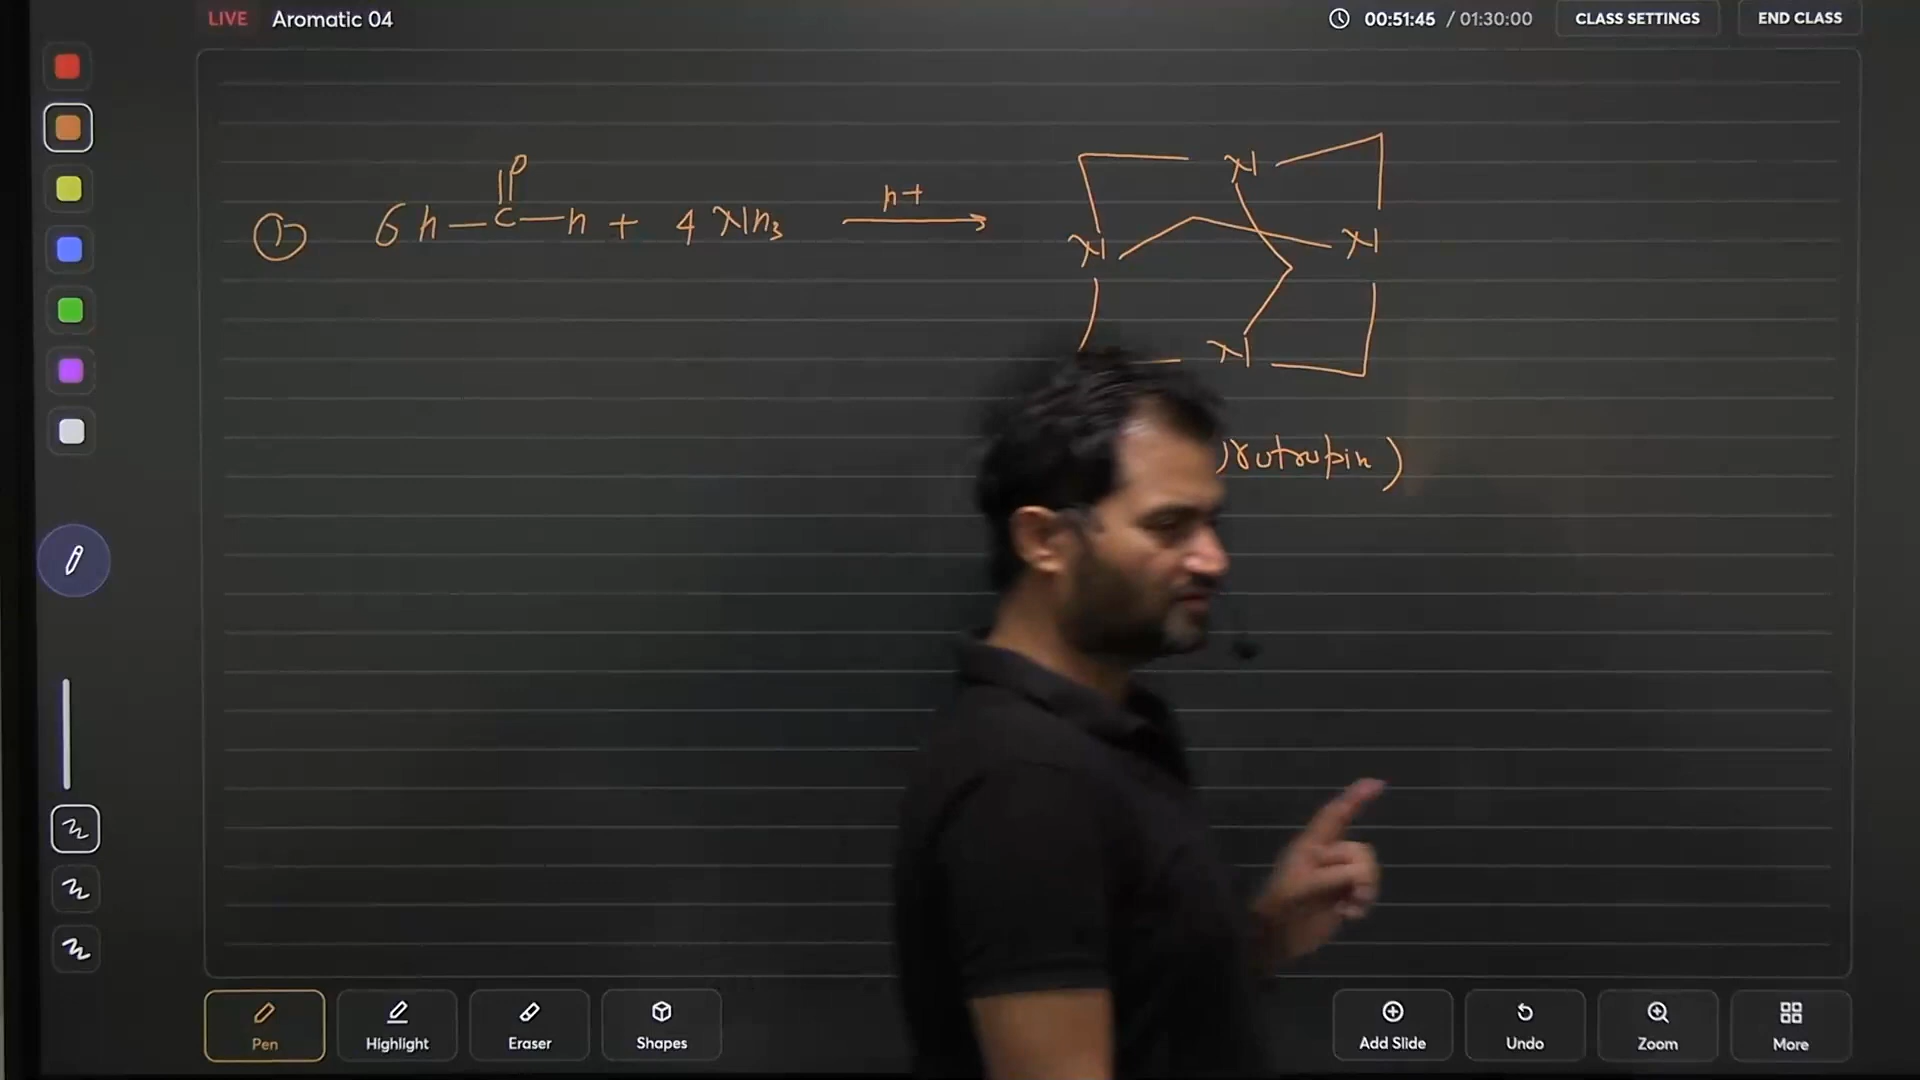 LIVE Aromatic 04 00:51:45 / 01:30:00 CLASS SETTINGS END CLASS
① 6 H—C—H + 4 NH3 H+
O
N
N N
N
Pen Highlight Eraser Shapes Add Slide Undo Zoom More